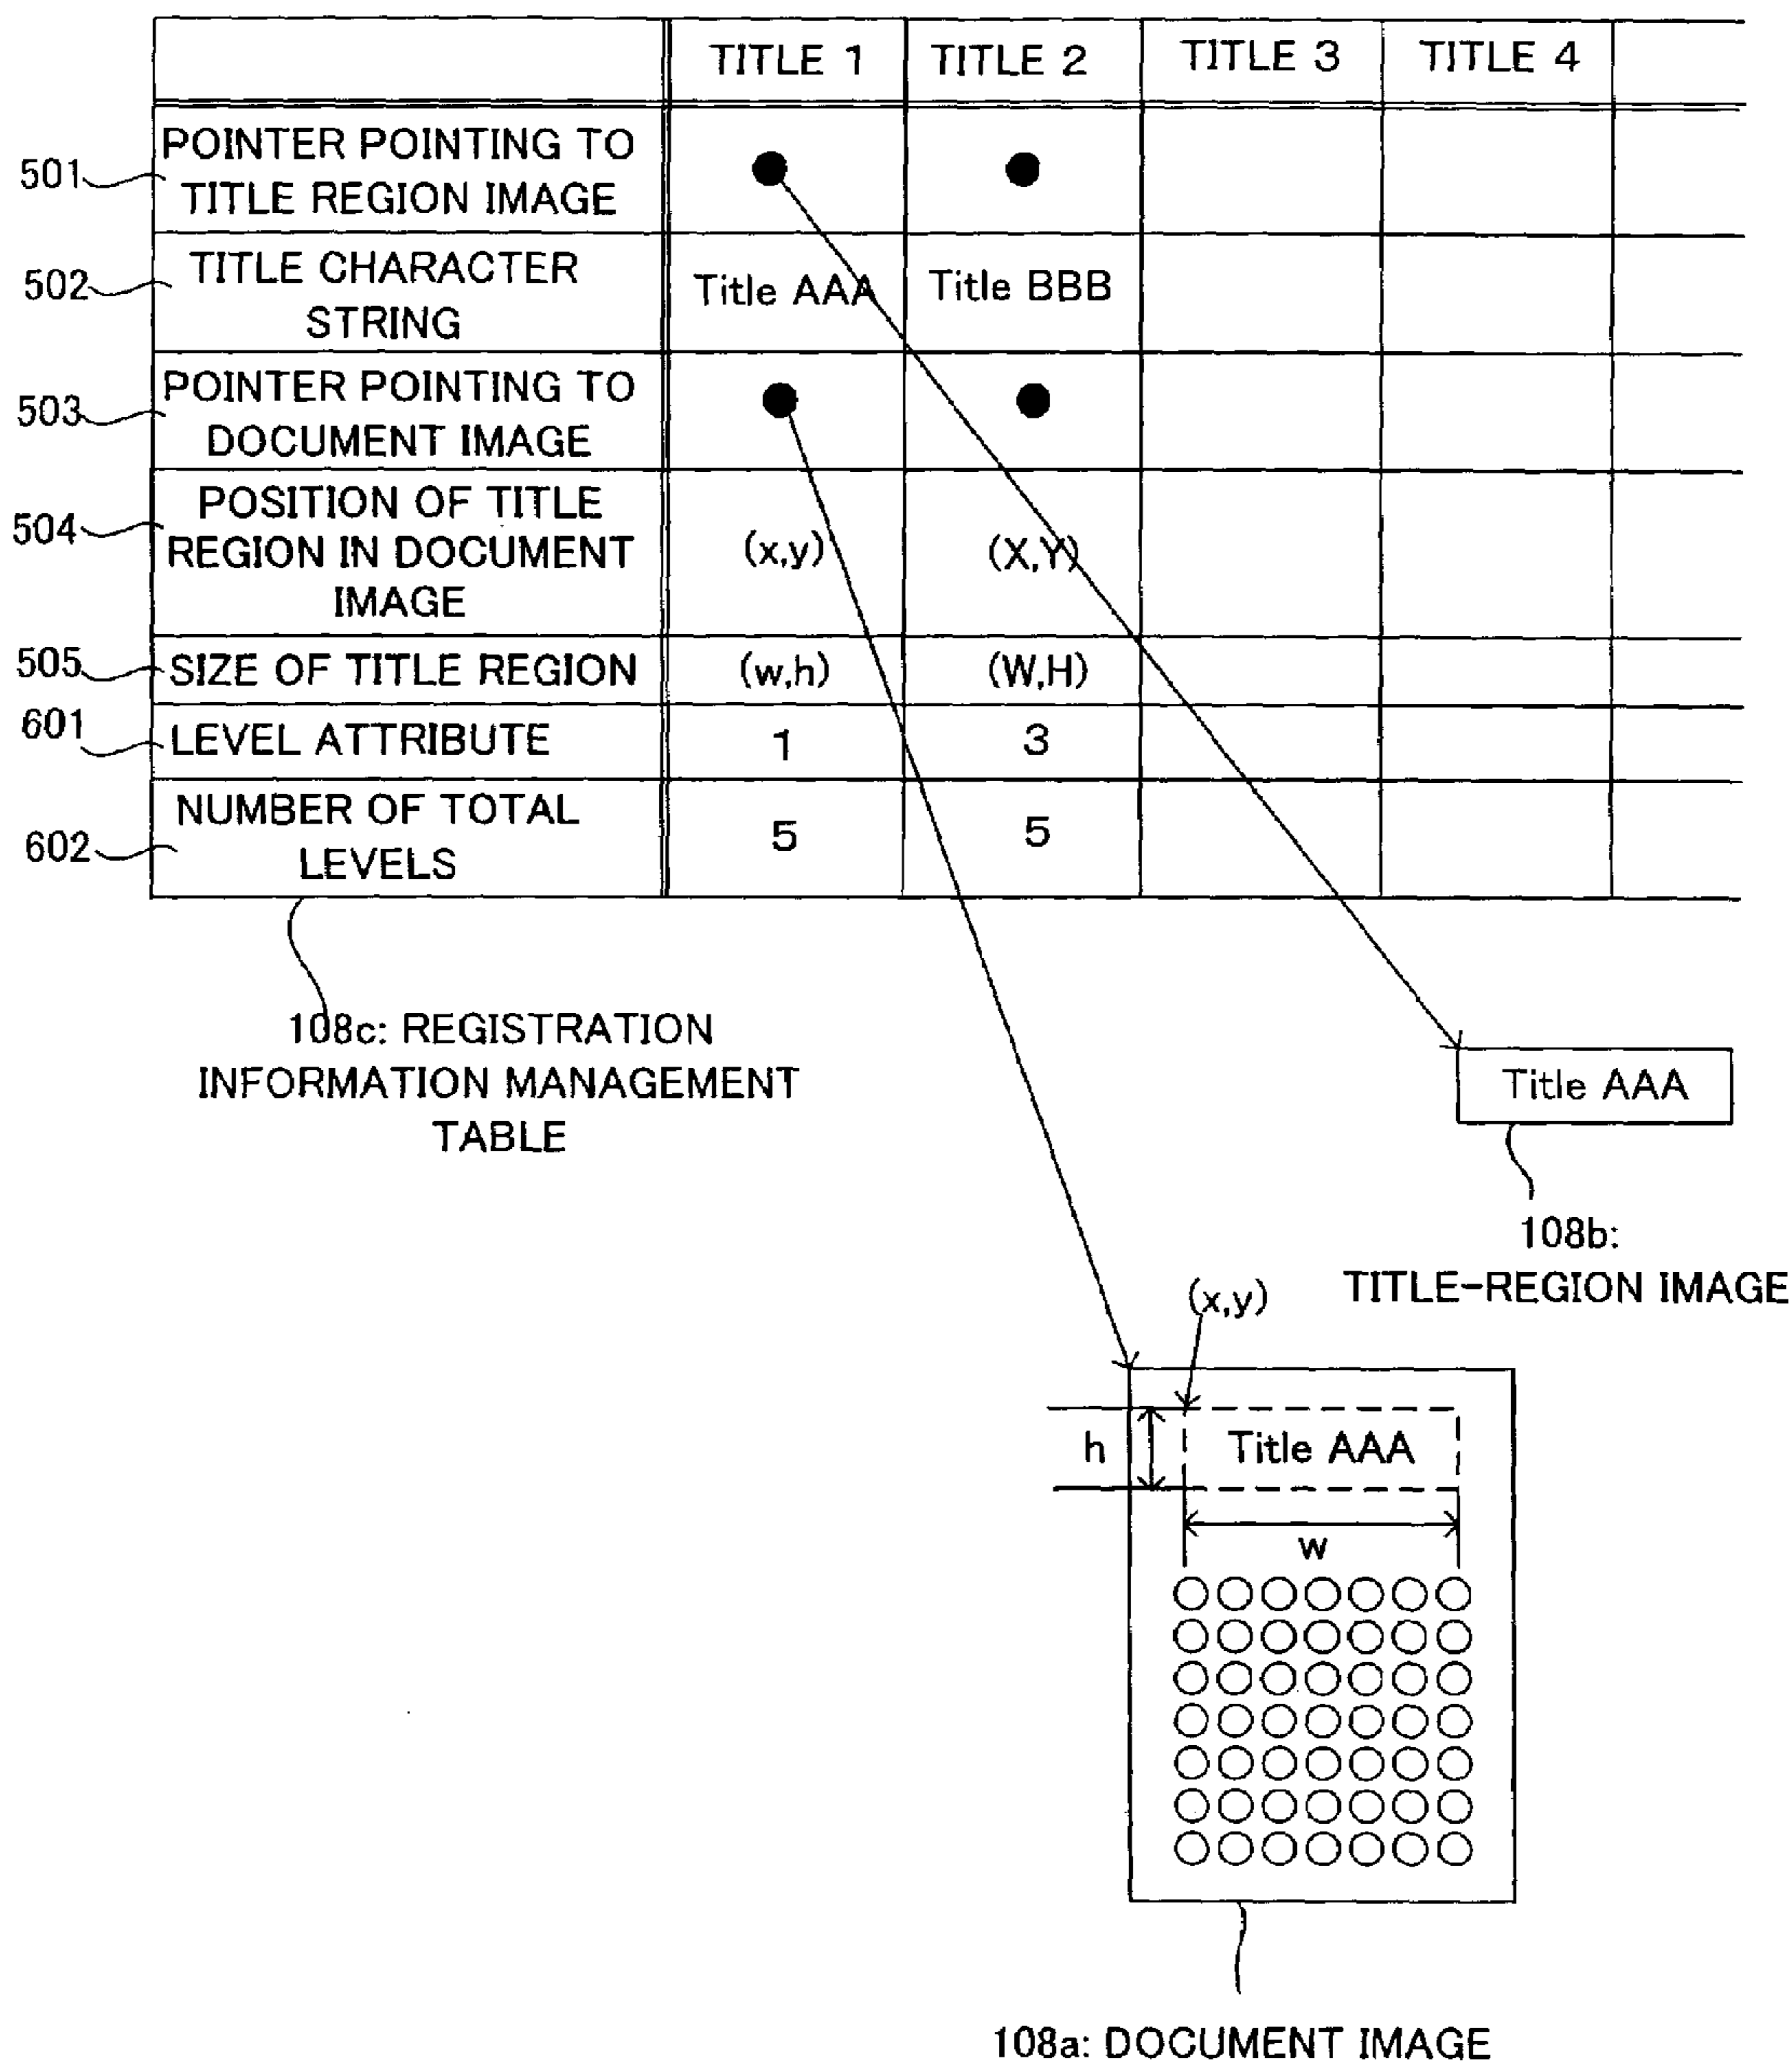 TITLE 1 TITLE 2 TITLE 3 TITLE 4
501 POINTER POINTING TO
TITLE REGION IMAGE
502 TITLE CHARACTER
STRING
Title AAA Title BBB
503 POINTER POINTING TO
DOCUMENT IMAGE
504 POSITION OF TITLE
REGION IN DOCUMENT
IMAGE
(x,y) (X,Y)
505 SIZE OF TITLE REGION (w,h) (W,H)
601 LEVEL ATTRIBUTE 1 3
602 NUMBER OF TOTAL
LEVELS
5 5
108c: REGISTRATION
INFORMATION MANAGEMENT
TABLE
Title AAA
108b:
TITLE-REGION IMAGE
(x,y)
h Title AAA
w
108a: DOCUMENT IMAGE